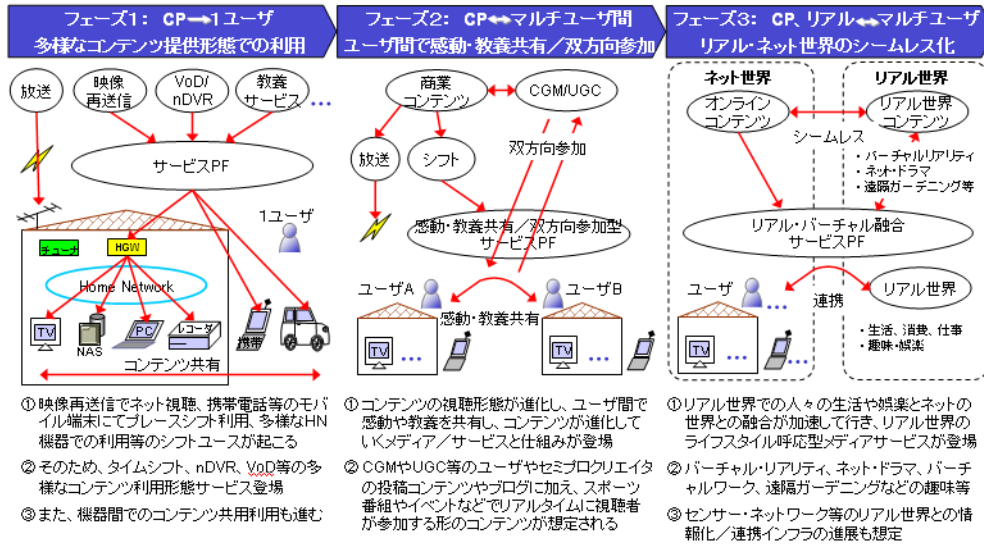 フェーズ1： CP→1ユーザ
多様なコンテンツ提供形態での利用
放送
映像
再送信
VoD/
nDVR
教養
サービス
…
サービスPF
1ユーザ
チューナ
HGW
Home Network
TV
NAS
PC
レコーダ
携帯
コンテンツ共有
①映像再送信でネット視聴、携帯電話等のモバ
イル端末にてプレースシフト利用、多様なHN
機器での利用等のシフトユースが起こる
②そのため、タイムシフト、nDVR、VoD等の多
様なコンテンツ利用形態サービス登場
③また、機器間でのコンテンツ共用利用も進む
フェーズ2： CP⇔マルチユーザ間
ユーザ間で感動・教義共有／双方向参加
商業
コンテンツ
CGM/UGC
放送
シフト
双方向参加
感動・教義共有／双方向参加型
サービスPF
ユーザA
ユーザB
感動・教義共有
TV
…
TV
…
①コンテンツの視聴形態が進化し、ユーザ間で
感動や教義を共有し、コンテンツが進化して
いくメディア／サービスと仕組みが登場
②CGMやUGC等のユーザやセミプロクリエイタ
の投稿コンテンツやブログに加え、スポーツ
番組やイベントなどでリアルタイムに視聴者
が参加する形のコンテンツが想定される
フェーズ3： CP、リアル⇔マルチユーザ
リアル・ネット世界のシームレス化
ネット世界
リアル世界
オンライン
コンテンツ
リアル世界
コンテンツ
シームレス
・バーチャルリアリティ
・ネット・ドラマ
・遠隔ガーデニング等
リアル・バーチャル融合
サービスPF
ユーザ
…
連携
リアル世界
TV
…
・生活、消費、仕事
・趣味・娯楽
①リアル世界での人々の生活や娯楽とネットの
世界との融合が加速して行き、リアル世界の
ライフスタイル呼応型メディアサービスが登場
②バーチャル・リアリティ、ネット・ドラマ、バーチ
ャルワーク、遠隔ガーデニングなどの趣味等
③センサー・ネットワーク等のリアル世界との情
報化／連携インフラの進展も想定